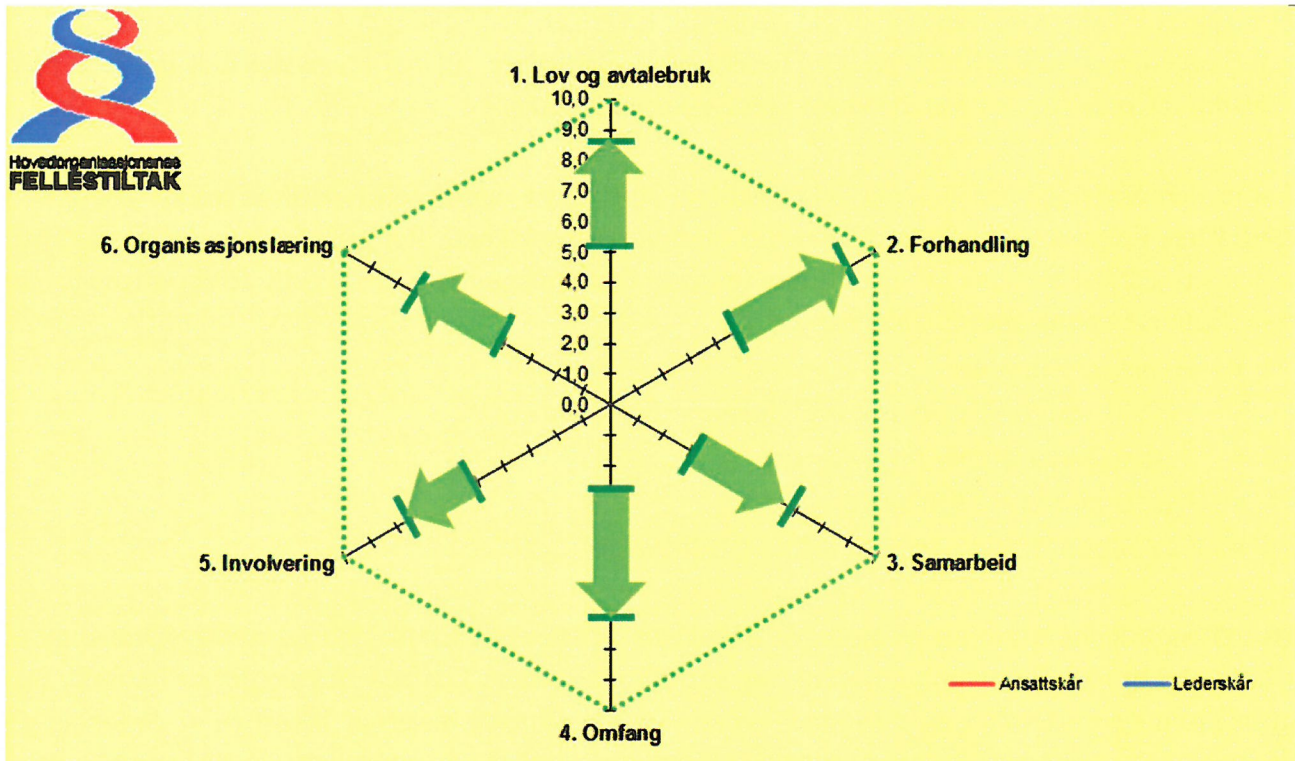 Hovedorganisasjonenes
FELLESTILTAK
1. Lov og avtalebruk
10,0
9,0
8,0
7,0
6,0
5,0
4,0
3,0
2,0
1,0
0,0
2. Forhandling
3. Samarbeid
4. Omfang
5. Involvering
6. Organisasjonslæring
Ansattskår
Lederskår